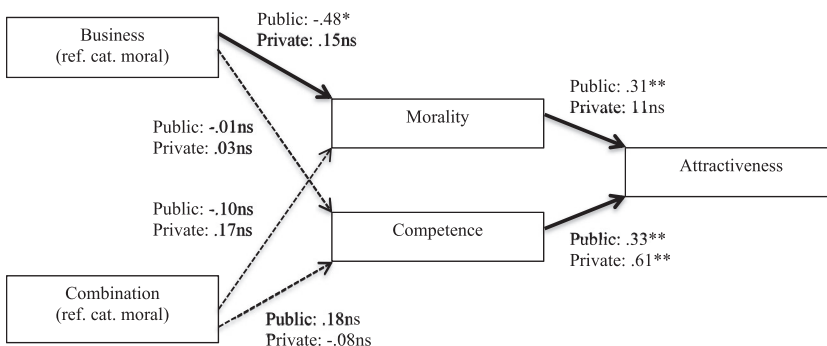 Public: -.48*
Private: .15ns
Business
(ref. cat. moral)
Public: .31**
Private: 11ns
Morality
Public: -.01ns
Private: .03ns
Attractiveness
Public: -.10ns
Private: .17ns
Competence
Public: .33**
Private: .61**
Combination
(ref. cat. moral)
Public: .18ns
Private: -.08ns